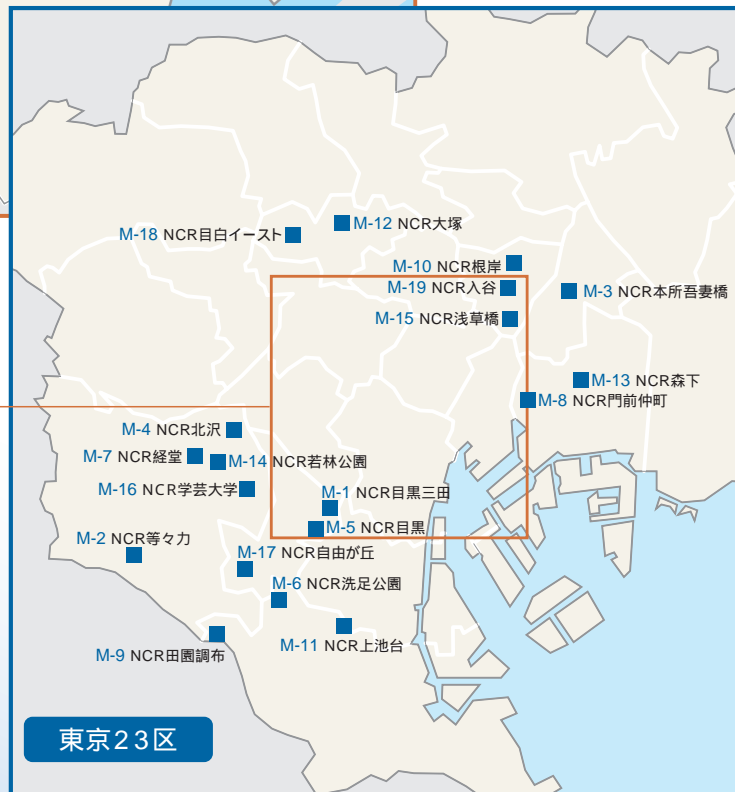 M-12 NCR大塚
M-18 NCR目白イースト
M-10 NCR根岸
M-19 NCR入谷
M-3 NCR本所吾妻橋
M-15 NCR浅草橋
M-13 NCR森下
M-8 NCR門前仲町
M-4 NCR北沢
M-7 NCR経堂
M-14 NCR若林公園
M-16 NCR学芸大学
M-1 NCR目黒三田
M-5 NCR目黒
M-2 NCR等々力
M-17 NCR自由が丘
M-6 NCR洗足公園
M-11 NCR上池台
M-9 NCR田園調布
東京23区